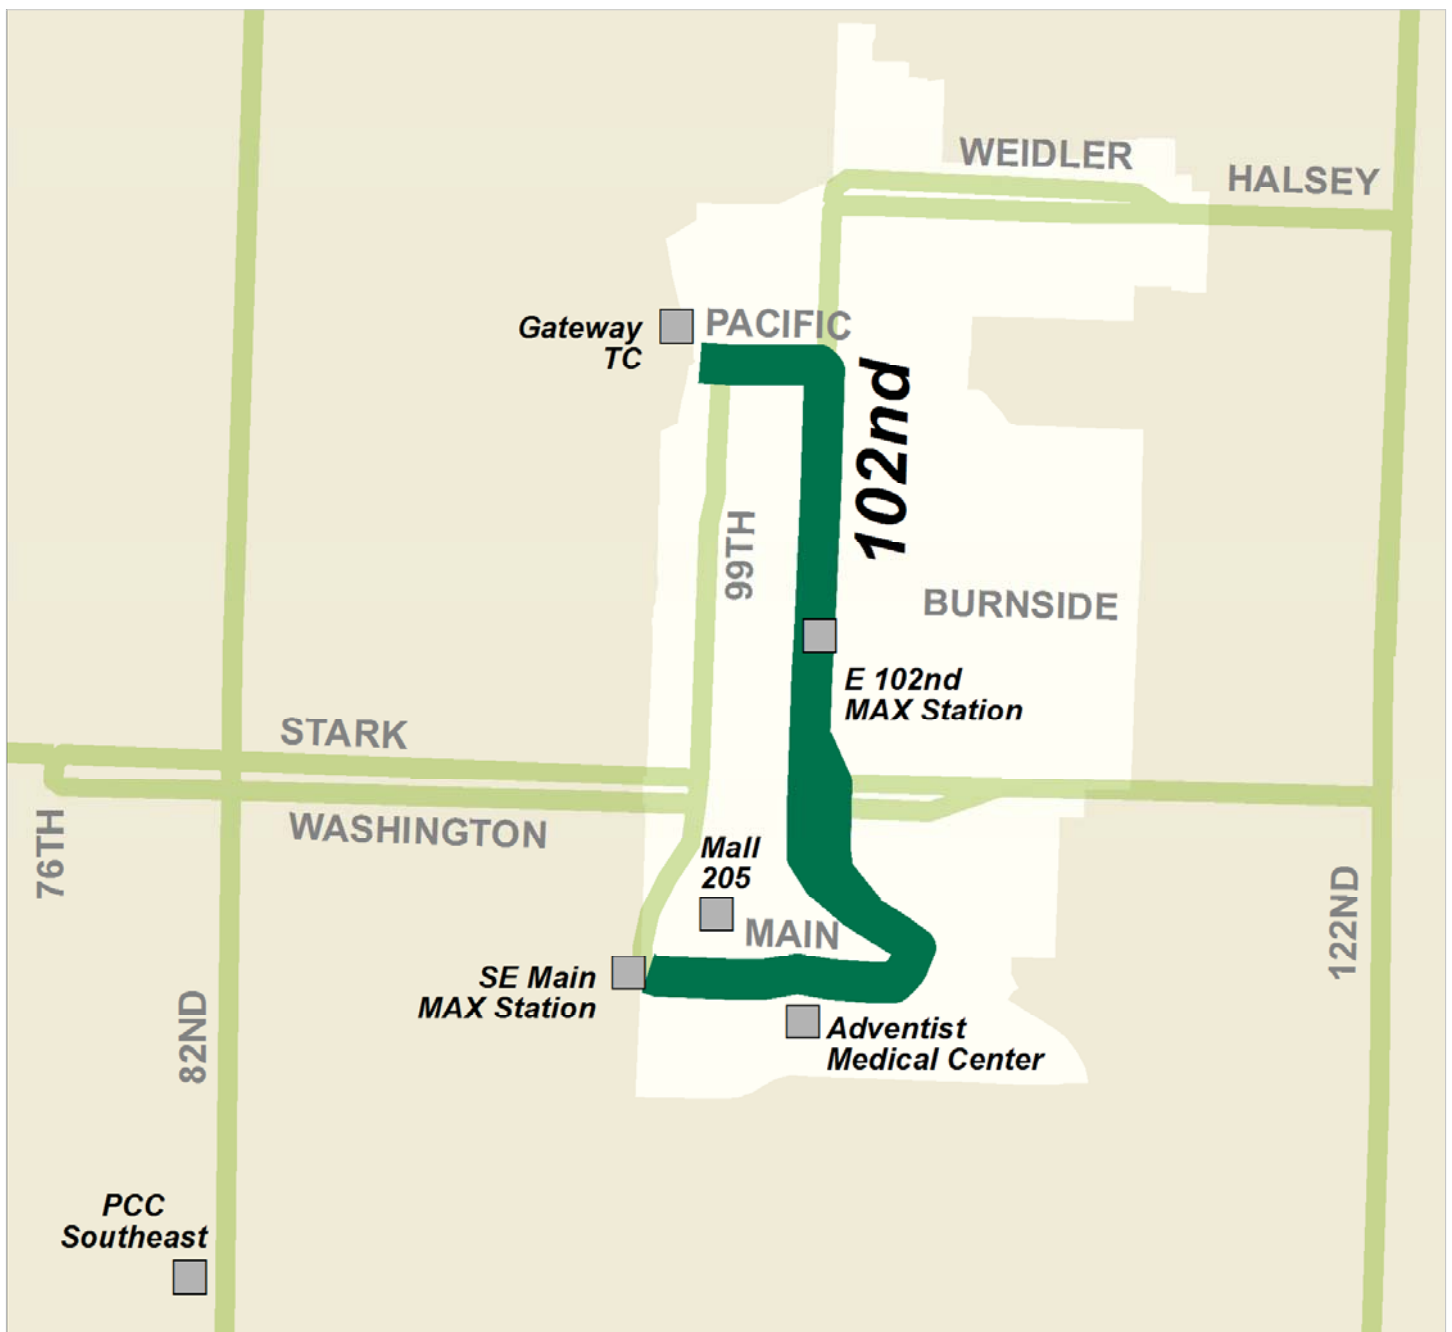 WEIDLER
HALSEY
Gateway
TC
PACIFIC
102nd
99TH
BURNSIDE
E 102nd
MAX Station
STARK
WASHINGTON
76TH
Mall
205
MAIN
122ND
SE Main
MAX Station
82ND
Adventist
Medical Center
PCC
Southeast